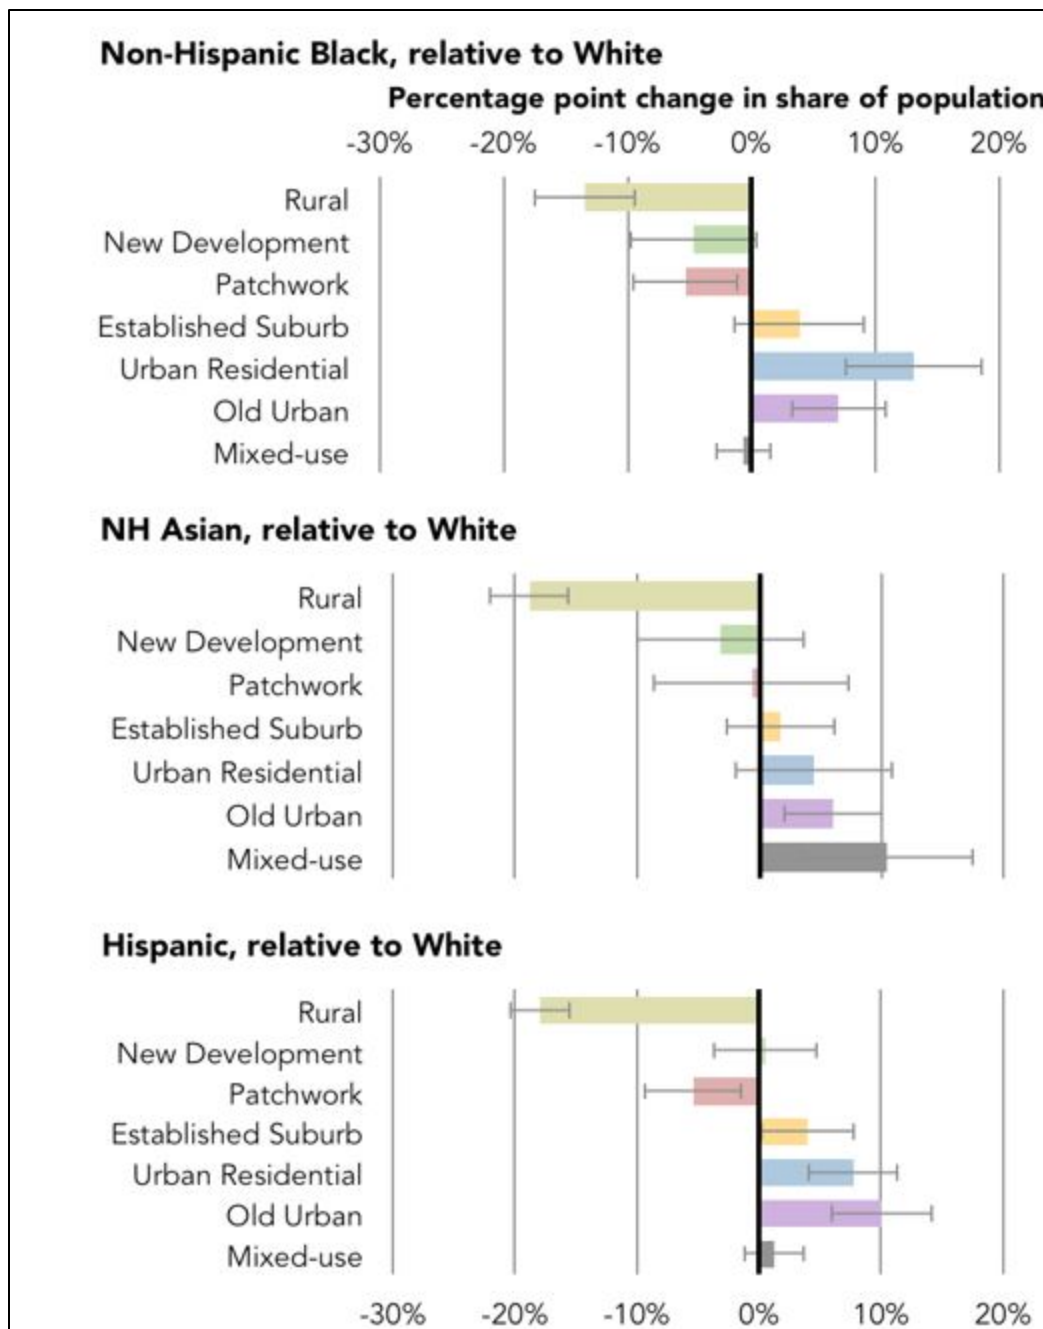 Non-Hispanic Black, relative to White
Percentage point change in share of population
-30% -20% -10% 0% 10% 20%
Rural
New Development
Patchwork
Established Suburb
Urban Residential
Old Urban
Mixed-use
NH Asian, relative to White
Rural
New Development
Patchwork
Established Suburb
Urban Residential
Old Urban
Mixed-use
Hispanic, relative to White
Rural
New Development
Patchwork
Established Suburb
Urban Residential
Old Urban
Mixed-use
-30% -20% -10% 0% 10% 20%